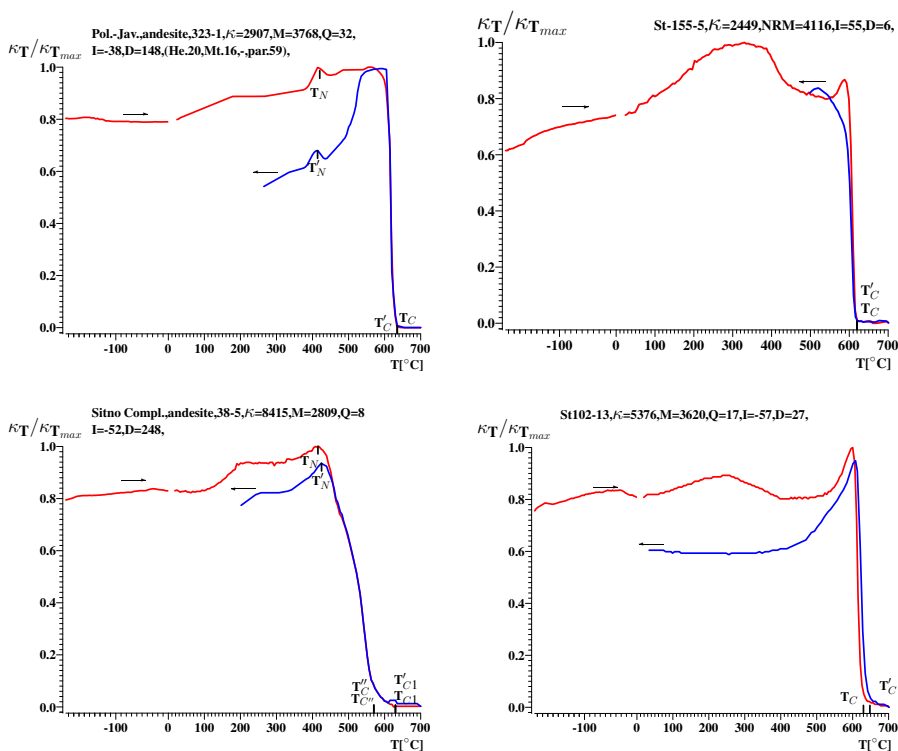 κT/κTmax
Pol.-Jav.,andesite,323-1,κ=2907,M=3768,Q=32,
I=-38,D=148,(He.20,Mt.16,-,par.59),
1.0
0.8
0.6
0.4
0.2
0.0
TN
T′N
T′C TC
-100 0 100 200 300 400 500 600 700
T[°C]
κT/κTmax
St-155-5,κ=2449,NRM=4116,I=55,D=6,
1.0
0.8
0.6
0.4
0.2
0.0
T′C
TC
-100 0 100 200 300 400 500 600 700
T[°C]
κT/κTmax
Sitno Compl.,andesite,38-5,κ=8415,M=2809,Q=8
I=-52,D=248,
1.0
0.8
0.6
0.4
0.2
0.0
TN
T′N
T′′C T′C1
TC′′ TC1
-100 0 100 200 300 400 500 600 700
T[°C]
κT/κTmax
St102-13,κ=5376,M=3620,Q=17,I=-57,D=27,
1.0
0.8
0.6
0.4
0.2
0.0
TC T′C
-100 0 100 200 300 400 500 600 700
T[°C]